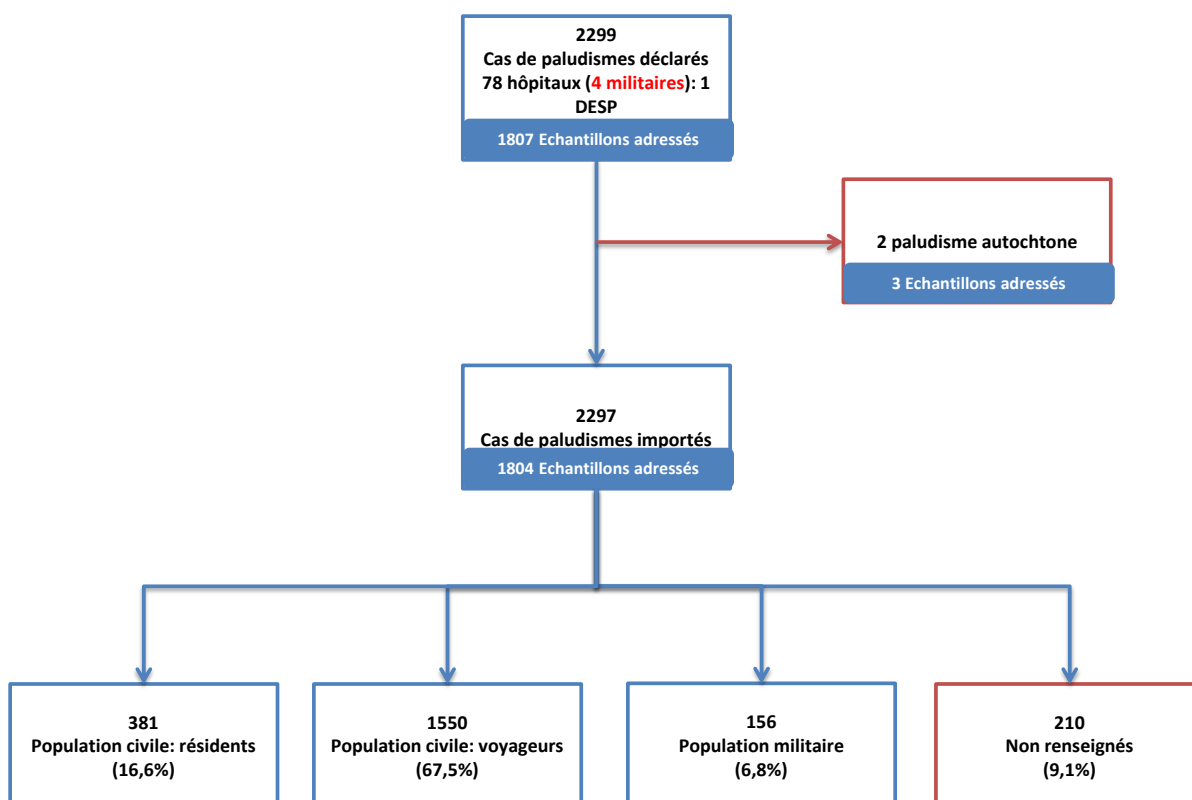 2299
Cas de paludismes déclarés
78 hôpitaux (4 militaires): 1
DESP
1807 Echantillons adressés
2 paludisme autochtone
3 Echantillons adressés
2297
Cas de paludismes importés
1804 Echantillons adressés
381
Population civile: résidents
(16,6%)
1550
Population civile: voyageurs
(67,5%)
156
Population militaire
(6,8%)
210
Non renseignés
(9,1%)